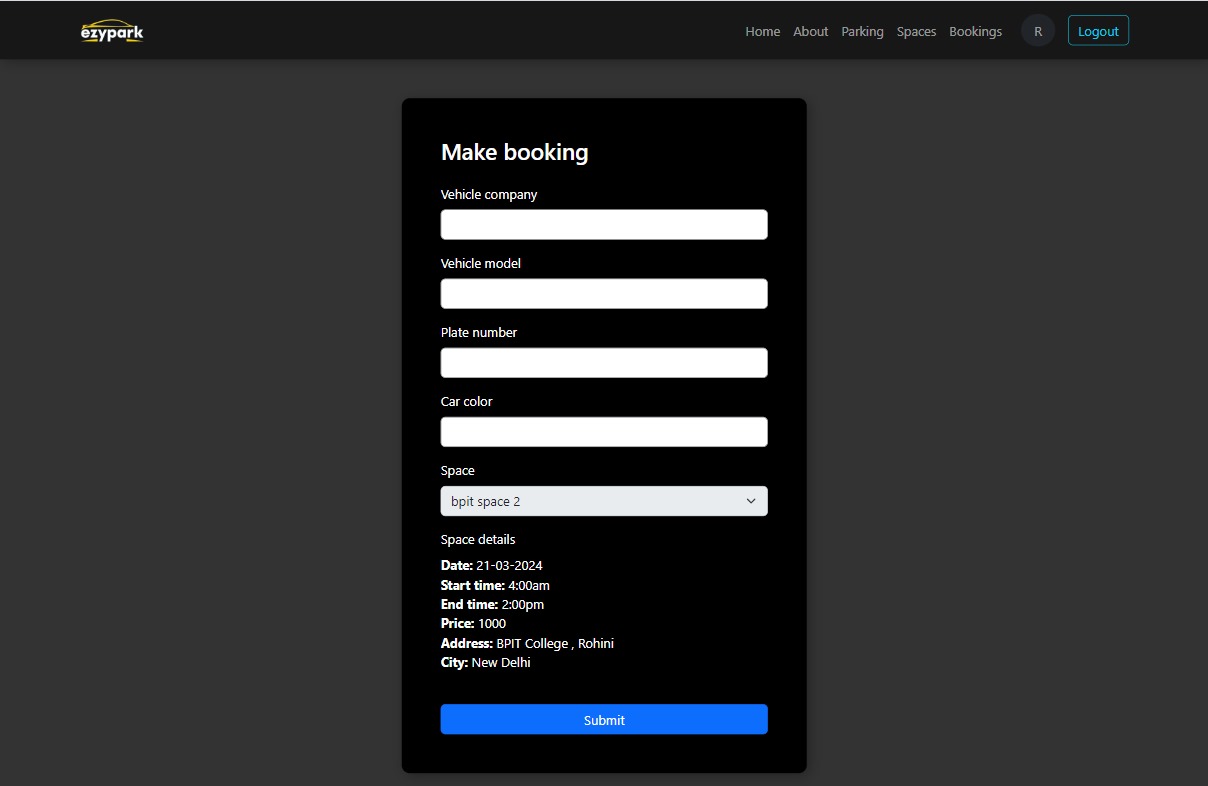 ezypark
Home About Parking Spaces Bookings R Logout
Make booking
Vehicle company
Vehicle model
Plate number
Car color
Space
bpit space 2
Space details
Date: 21-03-2024
Start time: 4:00am
End time: 2:00pm
Price: 1000
Address: BPIT College , Rohini
City: New Delhi
Submit